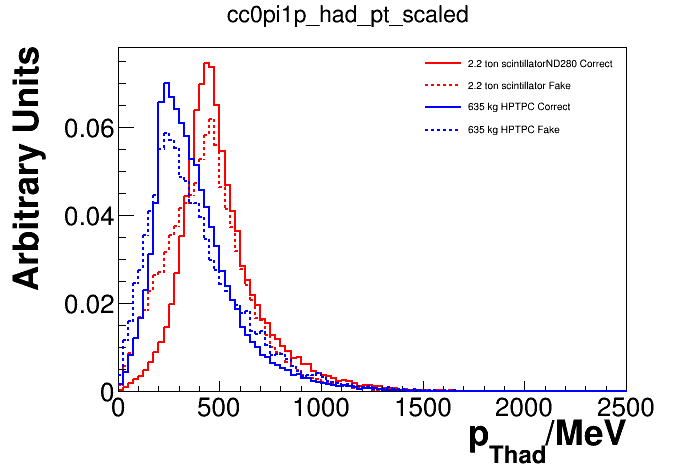 cc0pi1p_had_pt_scaled
Arbitrary Units
2.2 ton scintillatorND280 Correct
2.2 ton scintillator Fake
635 kg HPTPC Correct
635 kg HPTPC Fake
0.06
0.04
0.02
0
0 500 1000 1500 2000 2500
pThad/MeV